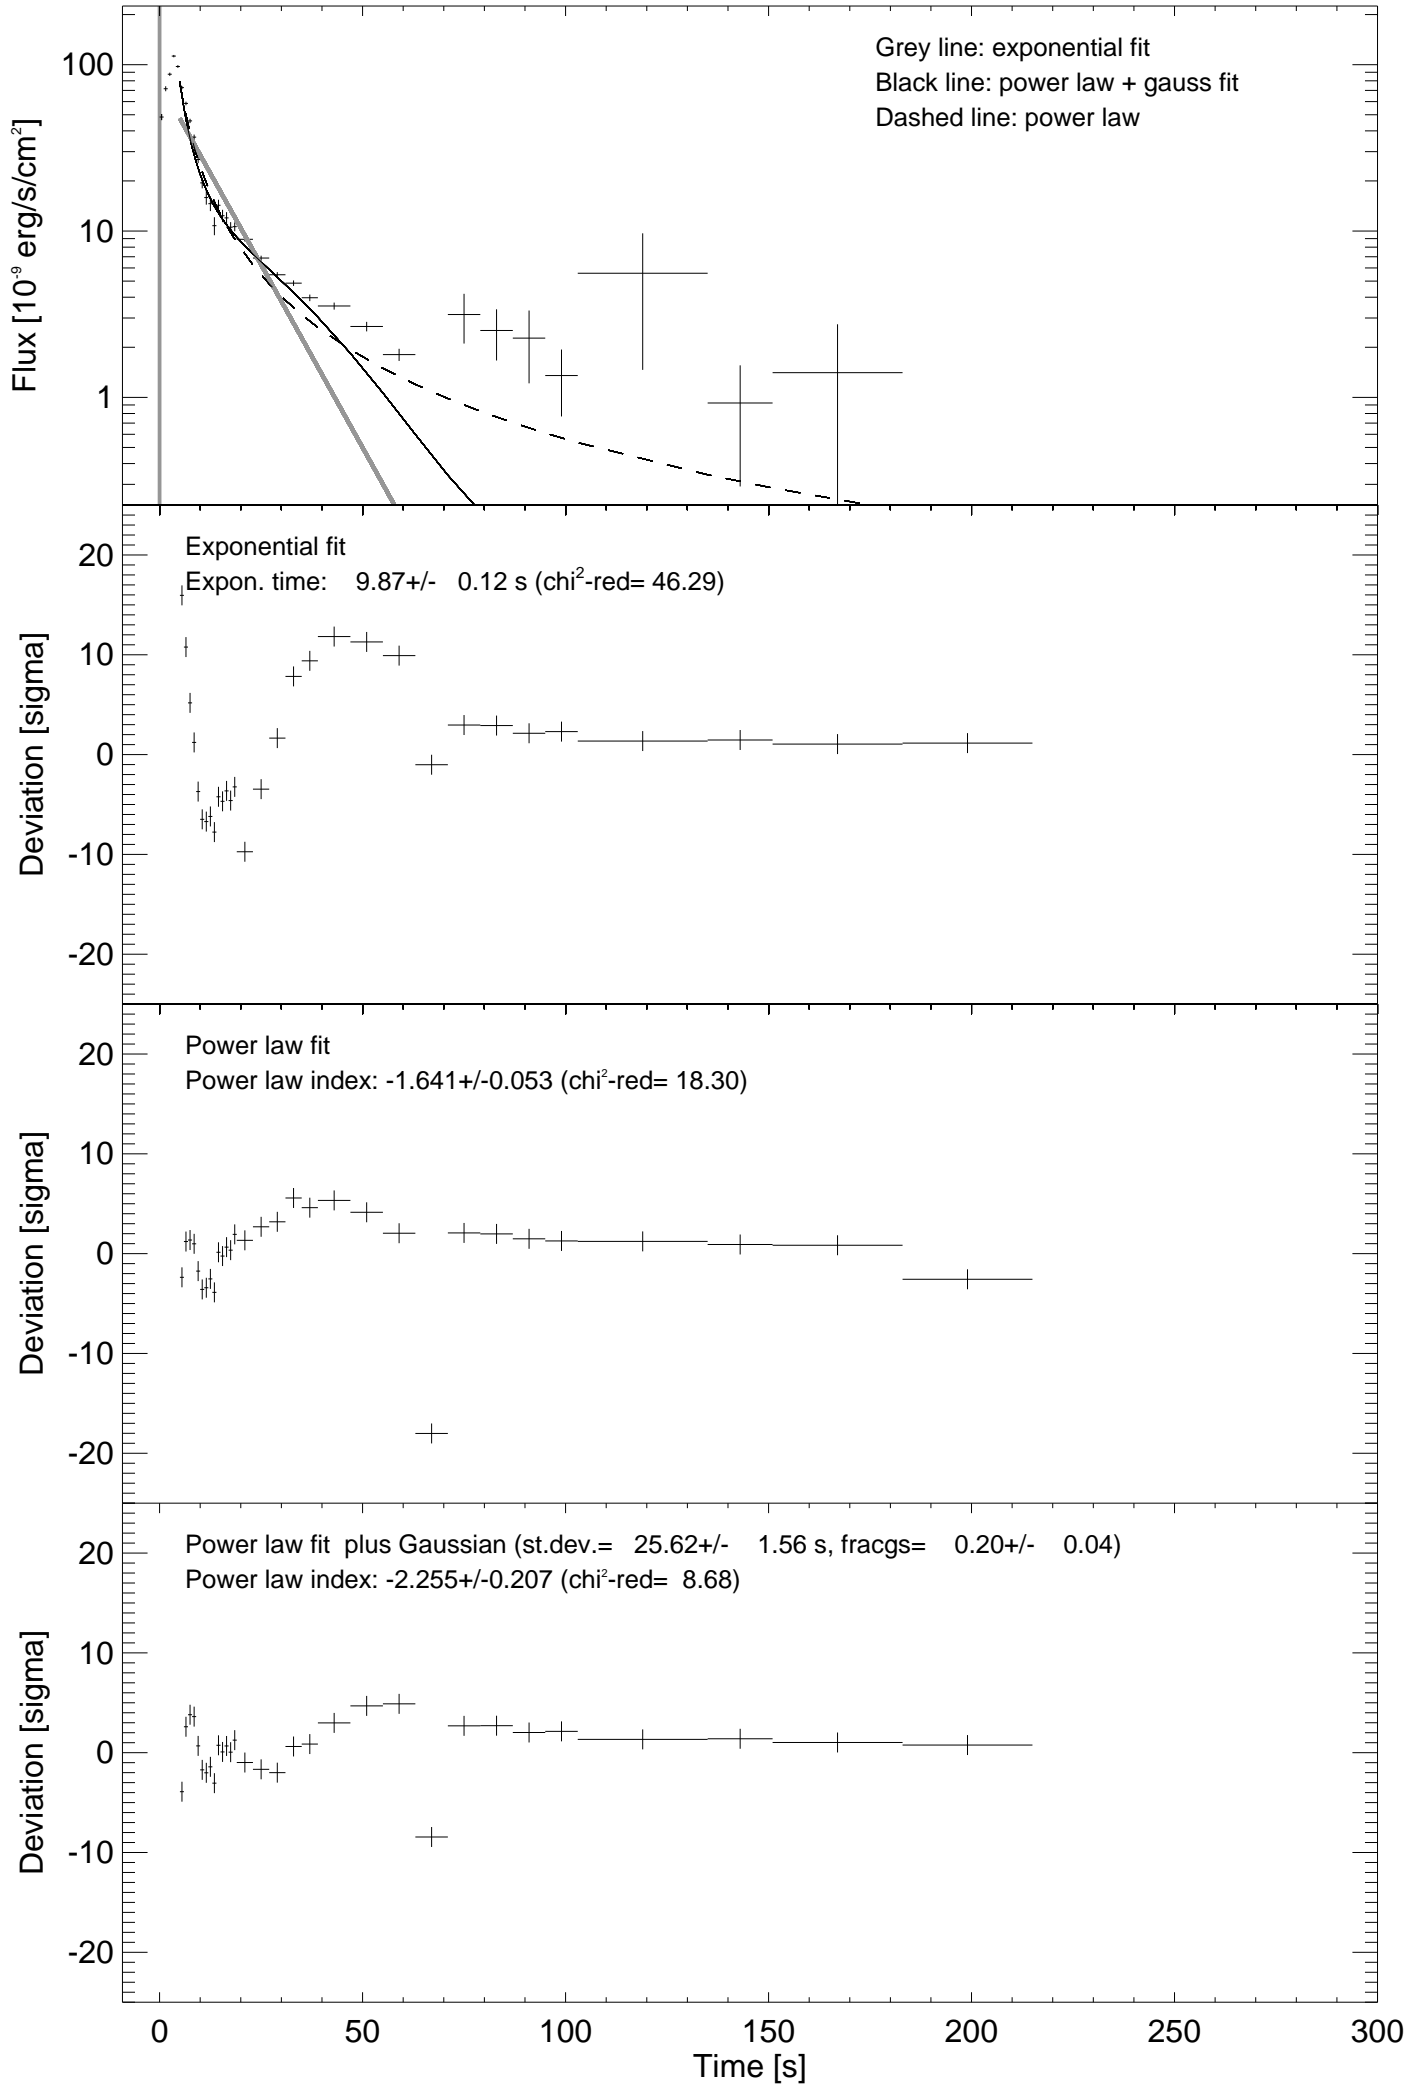 Grey line: exponential fit
Black line: power law + gauss fit
Dashed line: power law
100
10
1
Flux [10⁻⁹ erg/s/cm²]
Exponential fit
Expon. time: 9.87+/- 0.12 s (chi²-red= 46.29)
20
10
0
-10
-20
Deviation [sigma]
Power law fit
Power law index: -1.641+/-0.053 (chi²-red= 18.30)
20
10
0
-10
-20
Deviation [sigma]
Power law fit plus Gaussian (st.dev.= 25.62+/- 1.56 s, fracgs= 0.20+/- 0.04)
Power law index: -2.255+/-0.207 (chi²-red= 8.68)
20
10
0
-10
-20
Deviation [sigma]
0 50 100 150 200 250 300
Time [s]